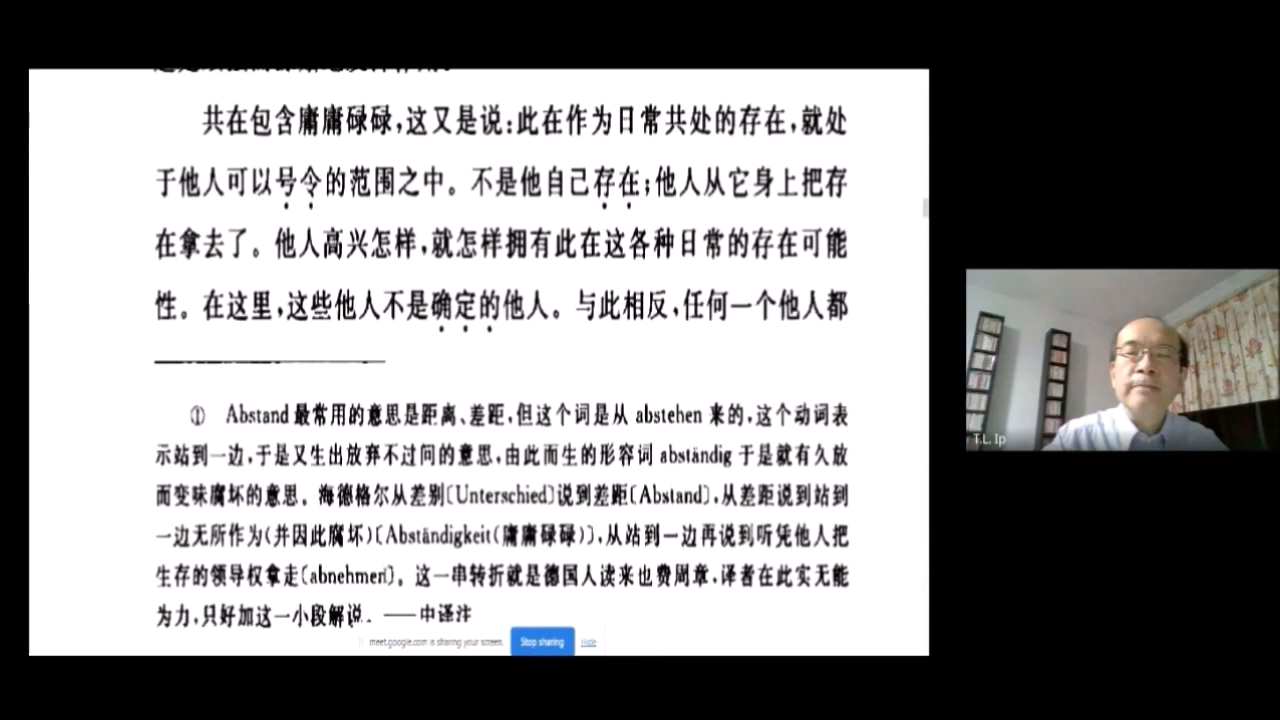 共在包含庸庸碌碌,这又是说:此在作为日常共处的存在,就处
于他人可以号令的范围之中。不是他自己存在;他人从它身上把存
在拿去了。他人高兴怎样,就怎样拥有此在这各种日常的存在可能
性。在这里,这些他人不是确定的他人。与此相反,任何一个他人都
① Abstand 最常用的意思是距离、差距,但这个词是从 abstehen 来的,这个动词表
示站到一边,于是又生出放弃不过问的意思,由此而生的形容词 abständig 于是就有久放
而变味腐坏的意思。海德格尔从差别〔Unterschied〕说到差距〔Abstand〕,从差距说到站到
一边无所作为(并因此腐坏)〔Abständigkeit(庸庸碌碌)〕,从站到一边再说到听凭他人把
生存的领导权拿走〔abnehmen〕。这一串转折就是德国人读来也费周章,译者在此实无能
为力,只好加这一小段解说。——中译注
meet.google.com is sharing your screen. Stop sharing Hide
T.L. Ip